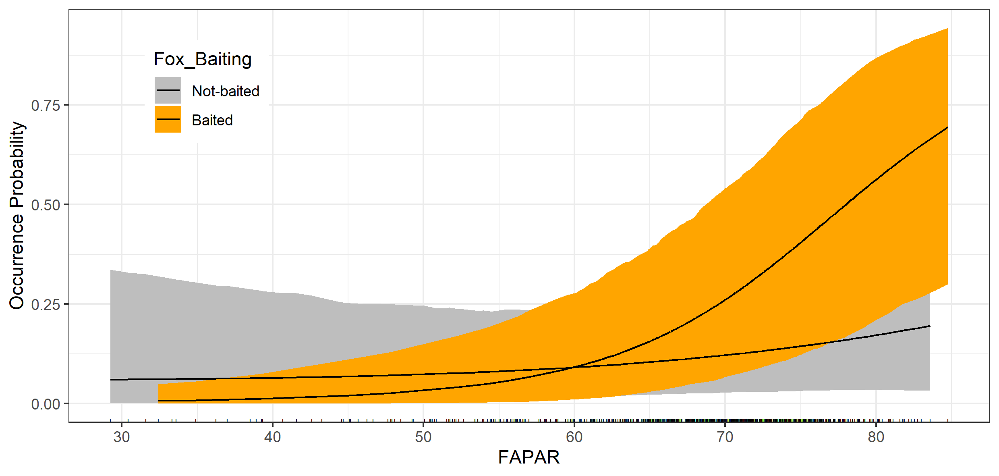 Fox_Baiting
Not-baited
Baited
Occurrence Probability
0.75
0.50
0.25
0.00
30 40 50 60 70 80
FAPAR